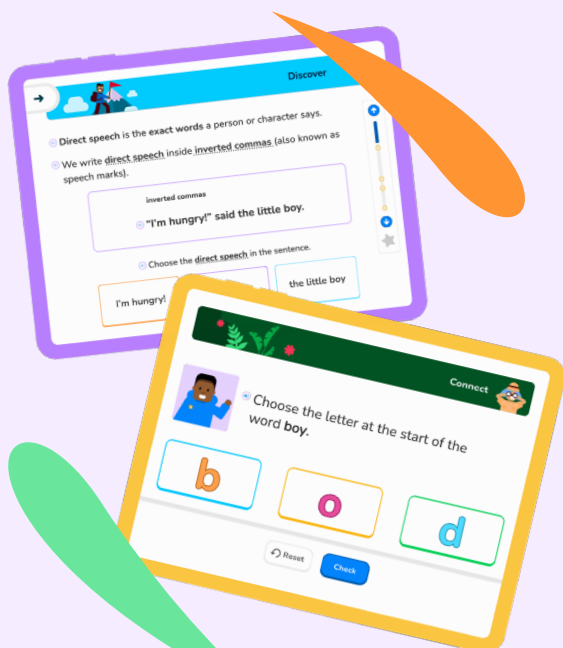 Discover
Direct speech is the exact words a person or character says.
We write direct speech inside inverted commas (also known as
speech marks).
inverted commas
“I’m hungry!” said the little boy.
Choose the direct speech in the sentence.
I’m hungry!
the little boy
Connect
Choose the letter at the start of the
word boy.
b
o
d
Reset
Check